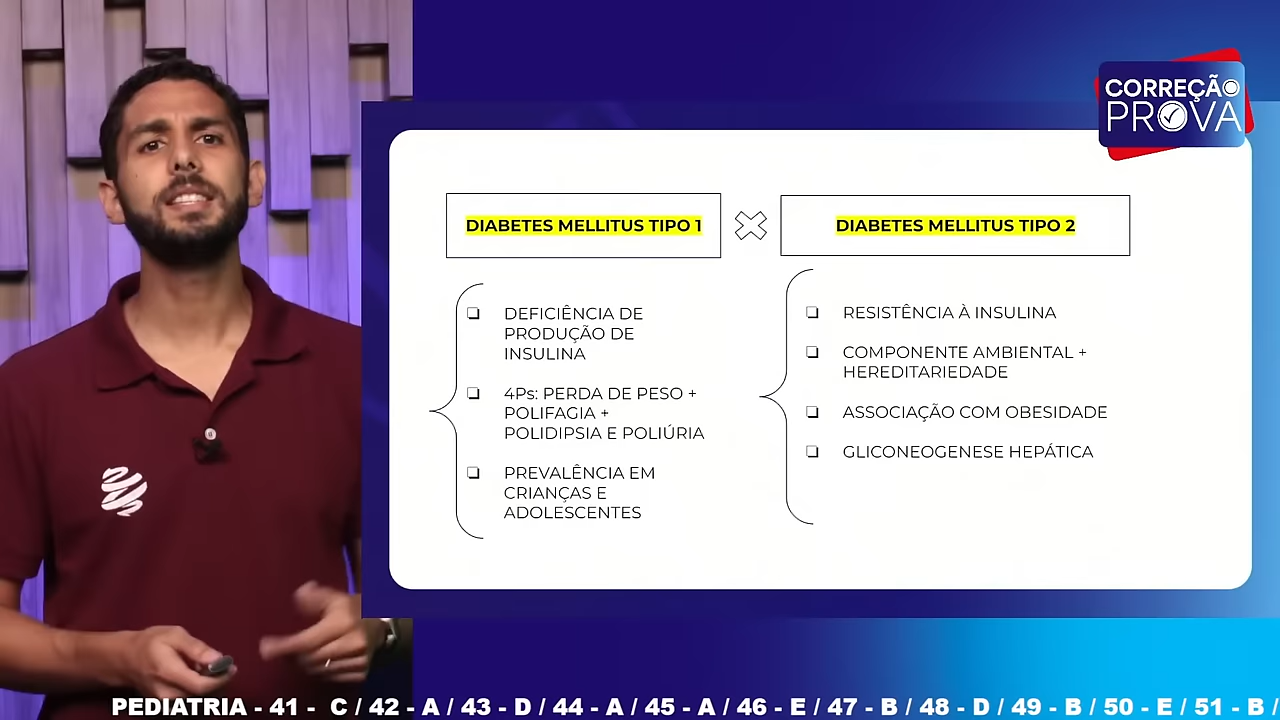 CORREÇÃO
PROVA
DIABETES MELLITUS TIPO 1
DIABETES MELLITUS TIPO 2
DEFICIÊNCIA DE
PRODUÇÃO DE
INSULINA
4Ps: PERDA DE PESO +
POLIFAGIA +
POLIDIPSIA E POLIÚRIA
PREVALÊNCIA EM
CRIANÇAS E
ADOLESCENTES
RESISTÊNCIA À INSULINA
COMPONENTE AMBIENTAL +
HEREDITARIEDADE
ASSOCIAÇÃO COM OBESIDADE
GLICONEOGENESE HEPÁTICA
PEDIATRIA - 41 - C / 42 - A / 43 - D / 44 - A / 45 - A / 46 - E / 47 - B / 48 - D / 49 - B / 50 - E / 51 - B /